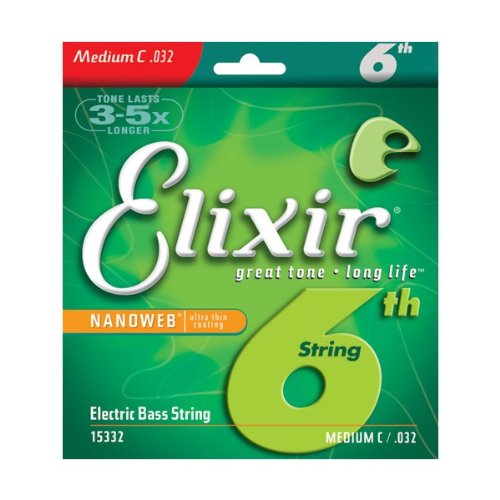 Medium C .032
6th
TONE LASTS
3-5x
LONGER
e
Elixir®
great tone • long life™
6th
String
NANOWEB® ultra thin
coating
Electric Bass String
15332
MEDIUM C / .032